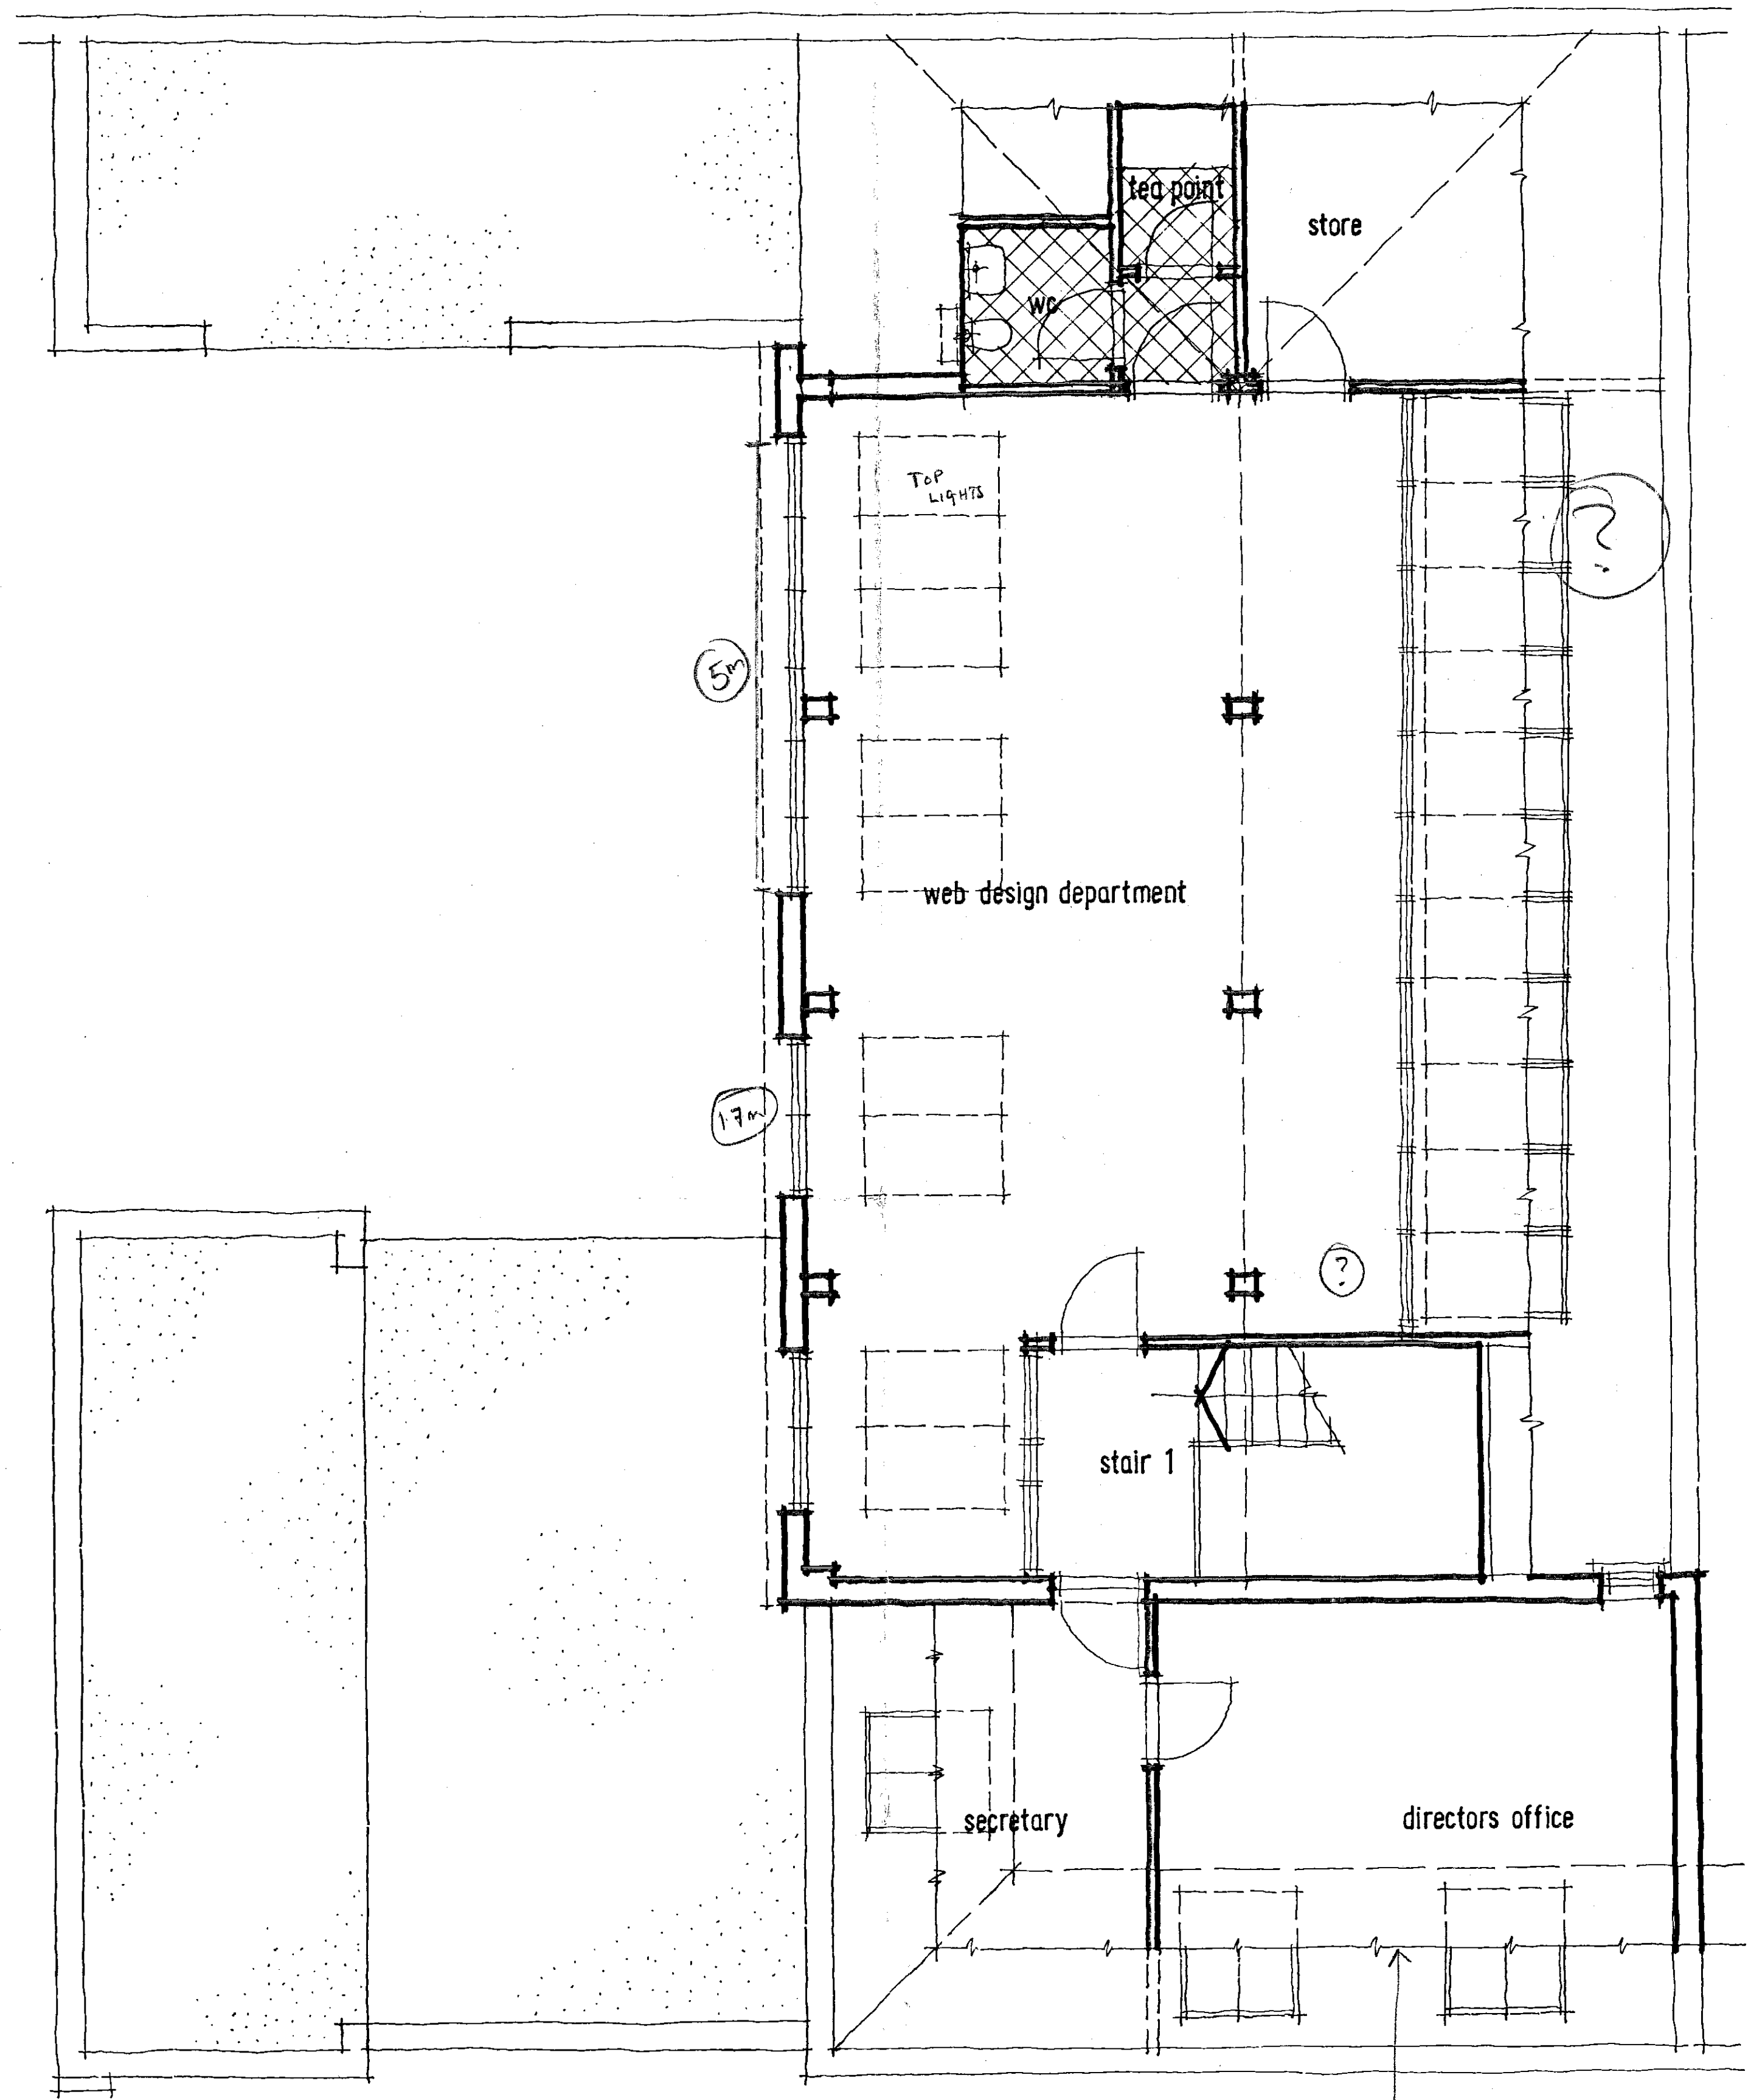 tea point
store
wc
TOP
LIGHTS
?
5m
web design department
1.7m
?
stair 1
secretary
directors office